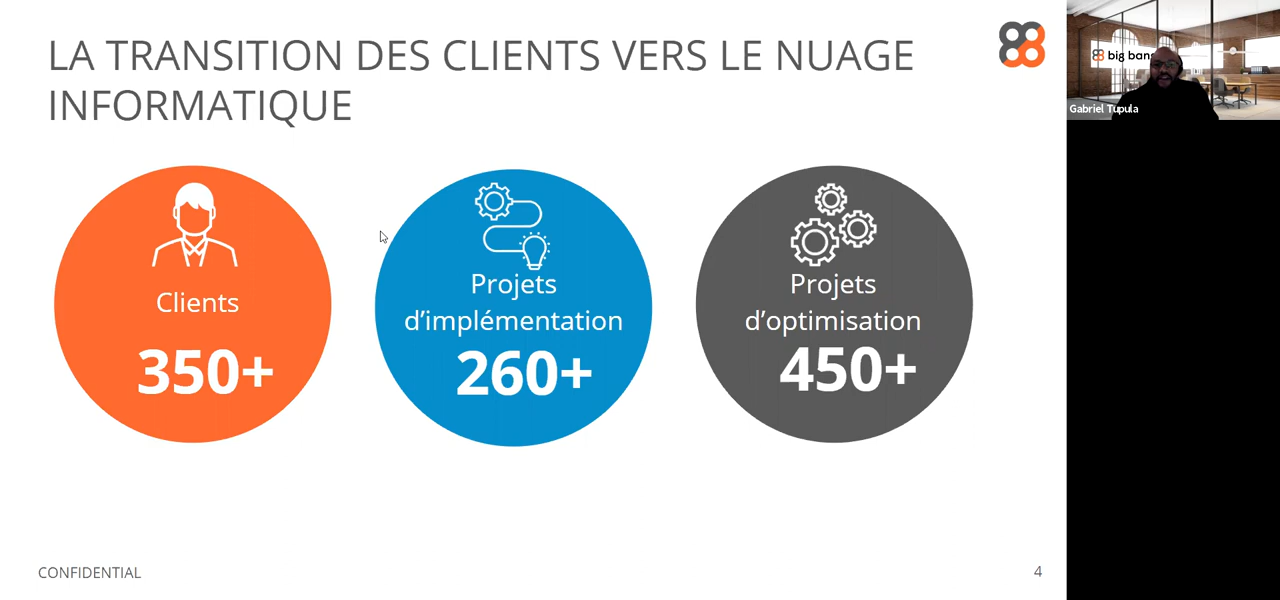 LA TRANSITION DES CLIENTS VERS LE NUAGE
INFORMATIQUE
Clients
350+
Projets
d’implémentation
260+
Projets
d’optimisation
450+
CONFIDENTIAL
4
big bang
Gabriel Tupula